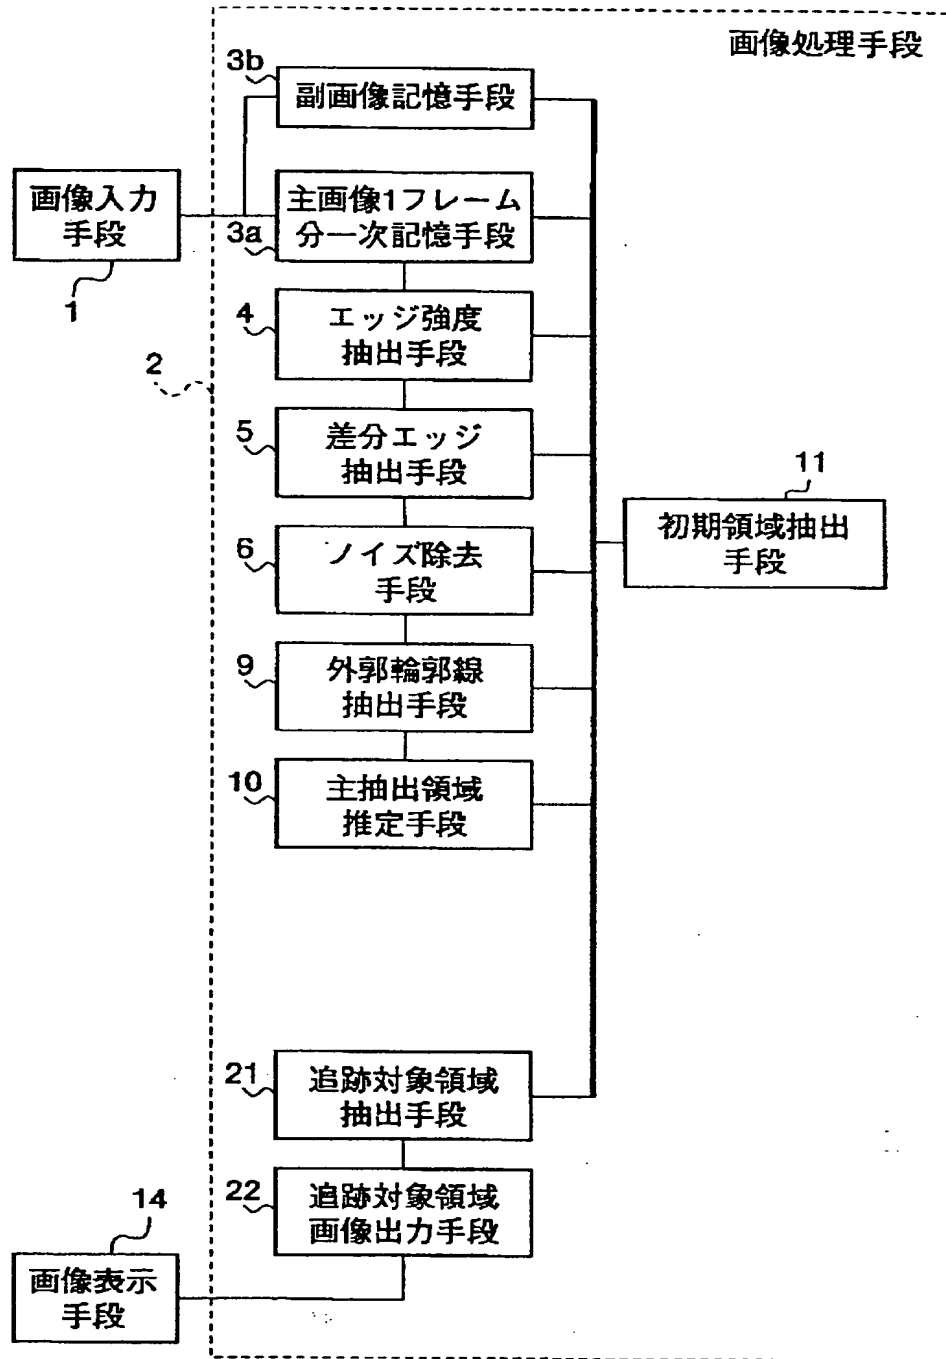 画像処理手段
3b
副画像記憶手段
画像入力
手段
1
主画像1フレーム
分一次記憶手段
3a
4
エッジ強度
抽出手段
2
5
差分エッジ
抽出手段
11
初期領域抽出
手段
6
ノイズ除去
手段
9
外郭輪郭線
抽出手段
10
主抽出領域
推定手段
21
追跡対象領域
抽出手段
22
追跡対象領域
画像出力手段
14
画像表示
手段